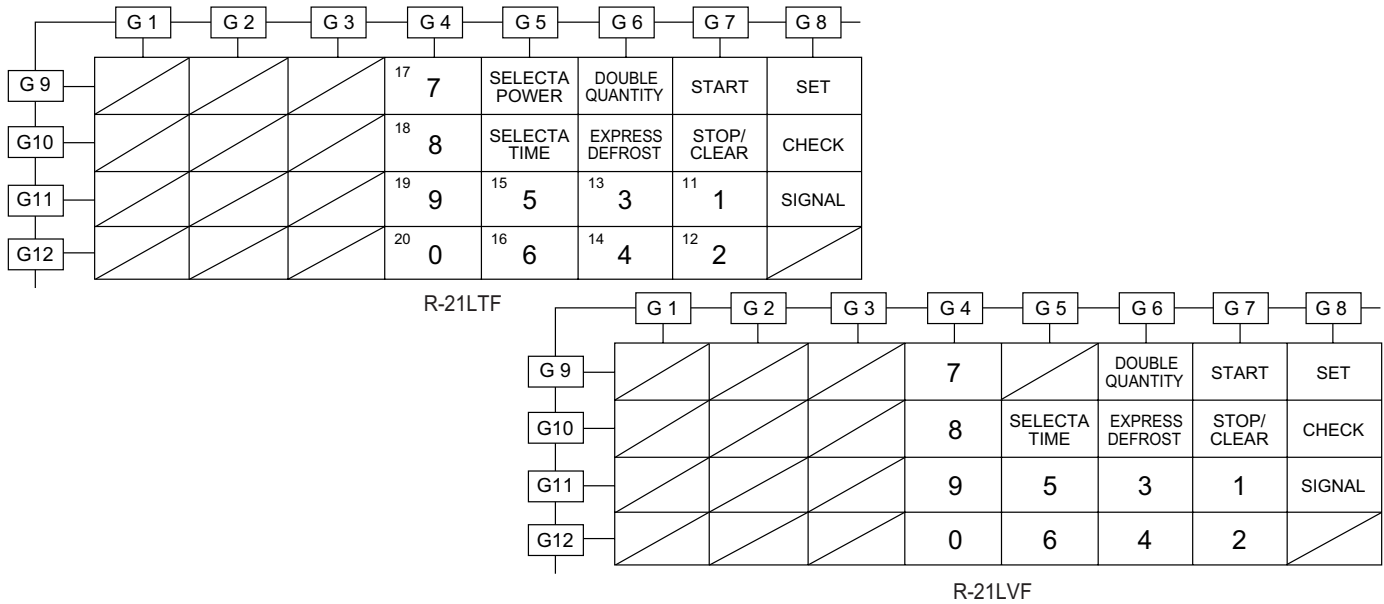 G 1 G 2 G 3 G 4 G 5 G 6 G 7 G 8
G 9 17 7 SELECTA POWER DOUBLE QUANTITY START SET
G10 18 8 SELECTA TIME EXPRESS DEFROST STOP/ CLEAR CHECK
G11 19 9 15 5 13 3 11 1 SIGNAL
G12 20 0 16 6 14 4 12 2
R-21LTF
G 1 G 2 G 3 G 4 G 5 G 6 G 7 G 8
G 9 7 DOUBLE QUANTITY START SET
G10 8 SELECTA TIME EXPRESS DEFROST STOP/ CLEAR CHECK
G11 9 5 3 1 SIGNAL
G12 0 6 4 2
R-21LVF